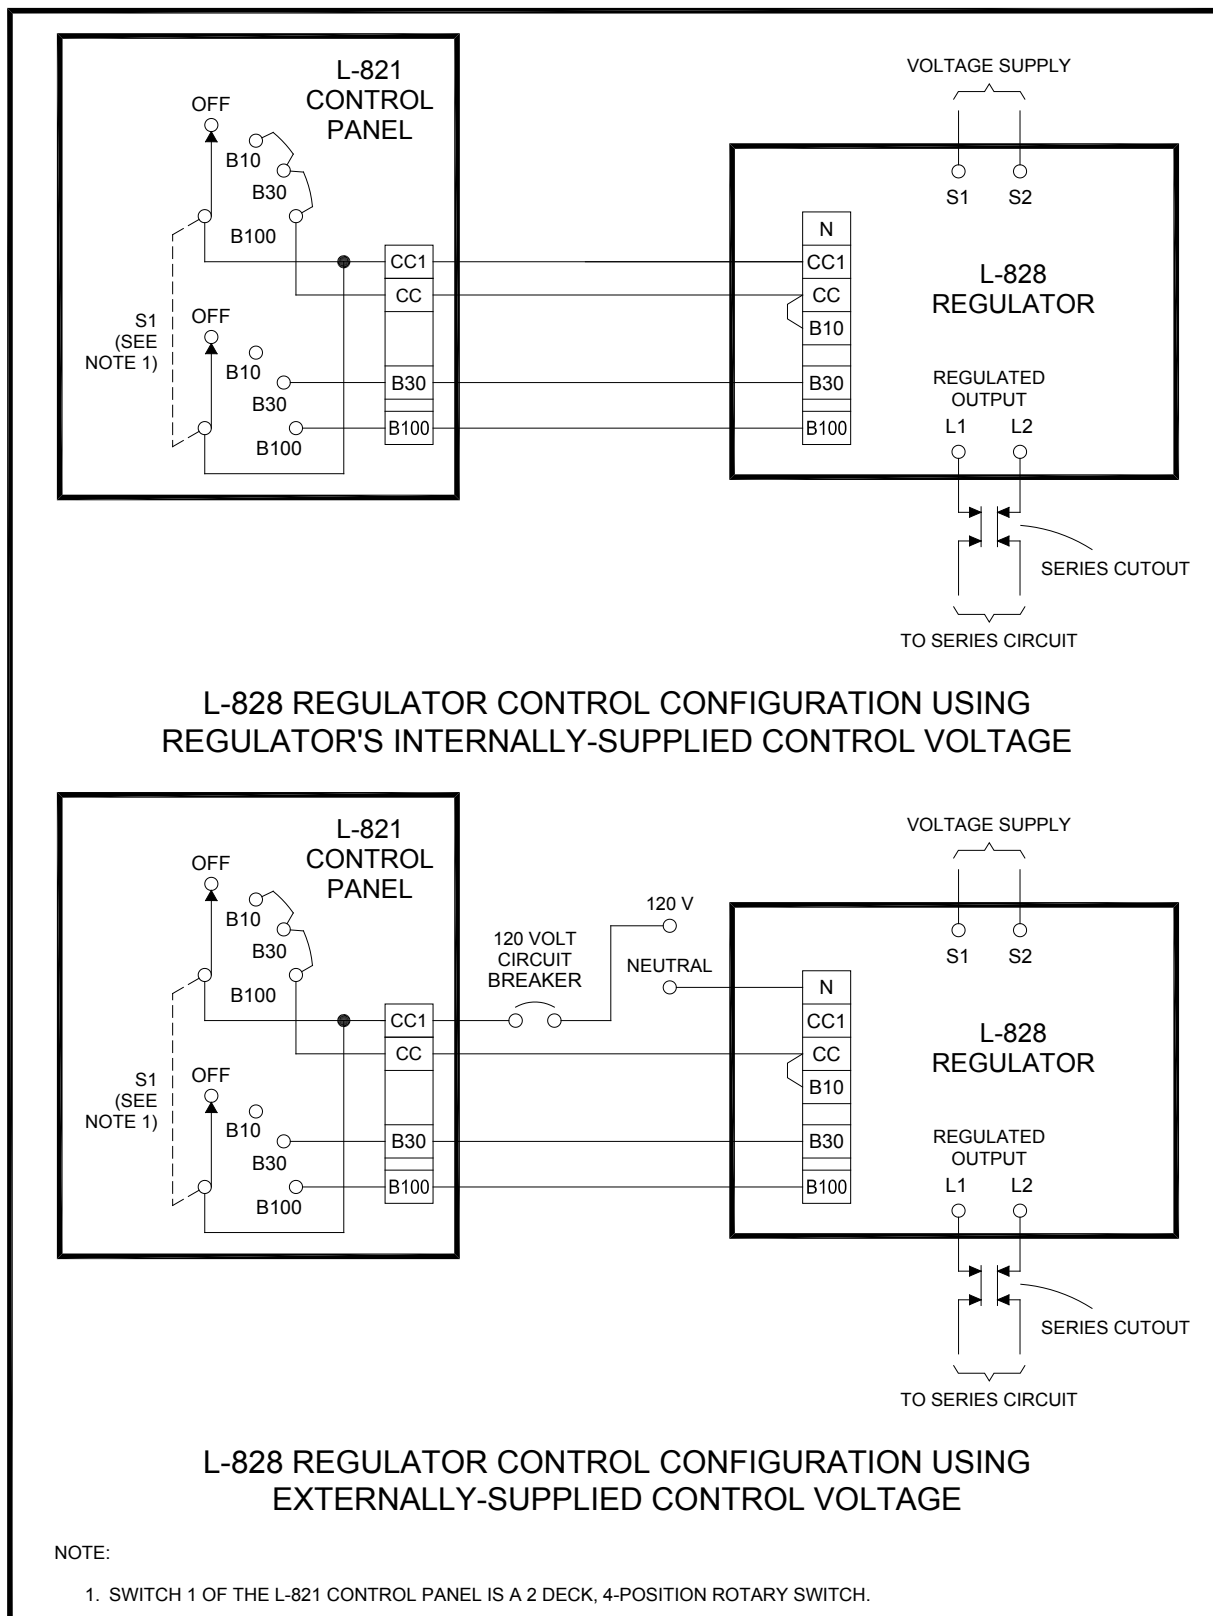 L-821
CONTROL
PANEL
OFF
B10
B30
B100
S1
(SEE
NOTE 1)
OFF
B10
B30
B100
CC1
CC
B30
B100
VOLTAGE SUPPLY
S1 S2
N
CC1
CC
B10
B30
B100
L-828
REGULATOR
REGULATED
OUTPUT
L1 L2
SERIES CUTOUT
TO SERIES CIRCUIT
L-828 REGULATOR CONTROL CONFIGURATION USING
REGULATOR'S INTERNALLY-SUPPLIED CONTROL VOLTAGE
L-821
CONTROL
PANEL
OFF
B10
B30
B100
S1
(SEE
NOTE 1)
OFF
B10
B30
B100
CC1
CC
B30
B100
120 VOLT
CIRCUIT
BREAKER
120 V
NEUTRAL
VOLTAGE SUPPLY
S1 S2
N
CC1
CC
B10
B30
B100
L-828
REGULATOR
REGULATED
OUTPUT
L1 L2
SERIES CUTOUT
TO SERIES CIRCUIT
L-828 REGULATOR CONTROL CONFIGURATION USING
EXTERNALLY-SUPPLIED CONTROL VOLTAGE
NOTE:
1. SWITCH 1 OF THE L-821 CONTROL PANEL IS A 2 DECK, 4-POSITION ROTARY SWITCH.